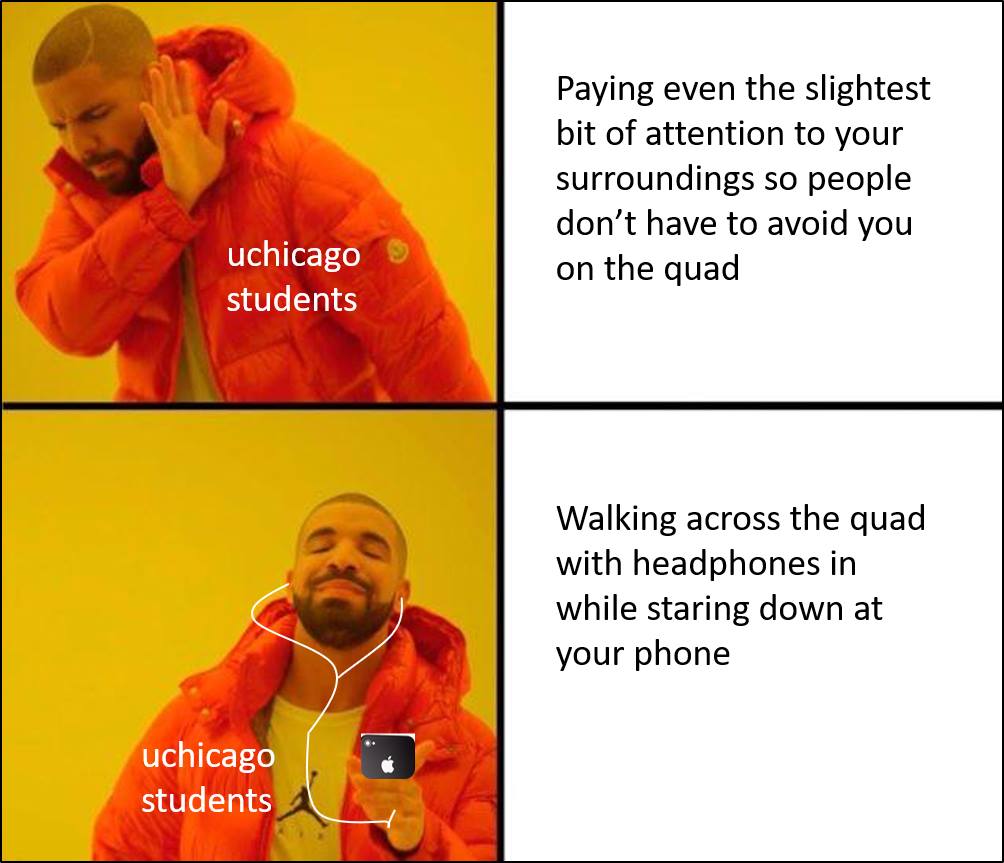 Paying even the slightest
bit of attention to your
surroundings so people
don't have to avoid you
on the quad
uchicago
students
Walking across the quad
with headphones in
while staring down at
your phone
uchicago
students